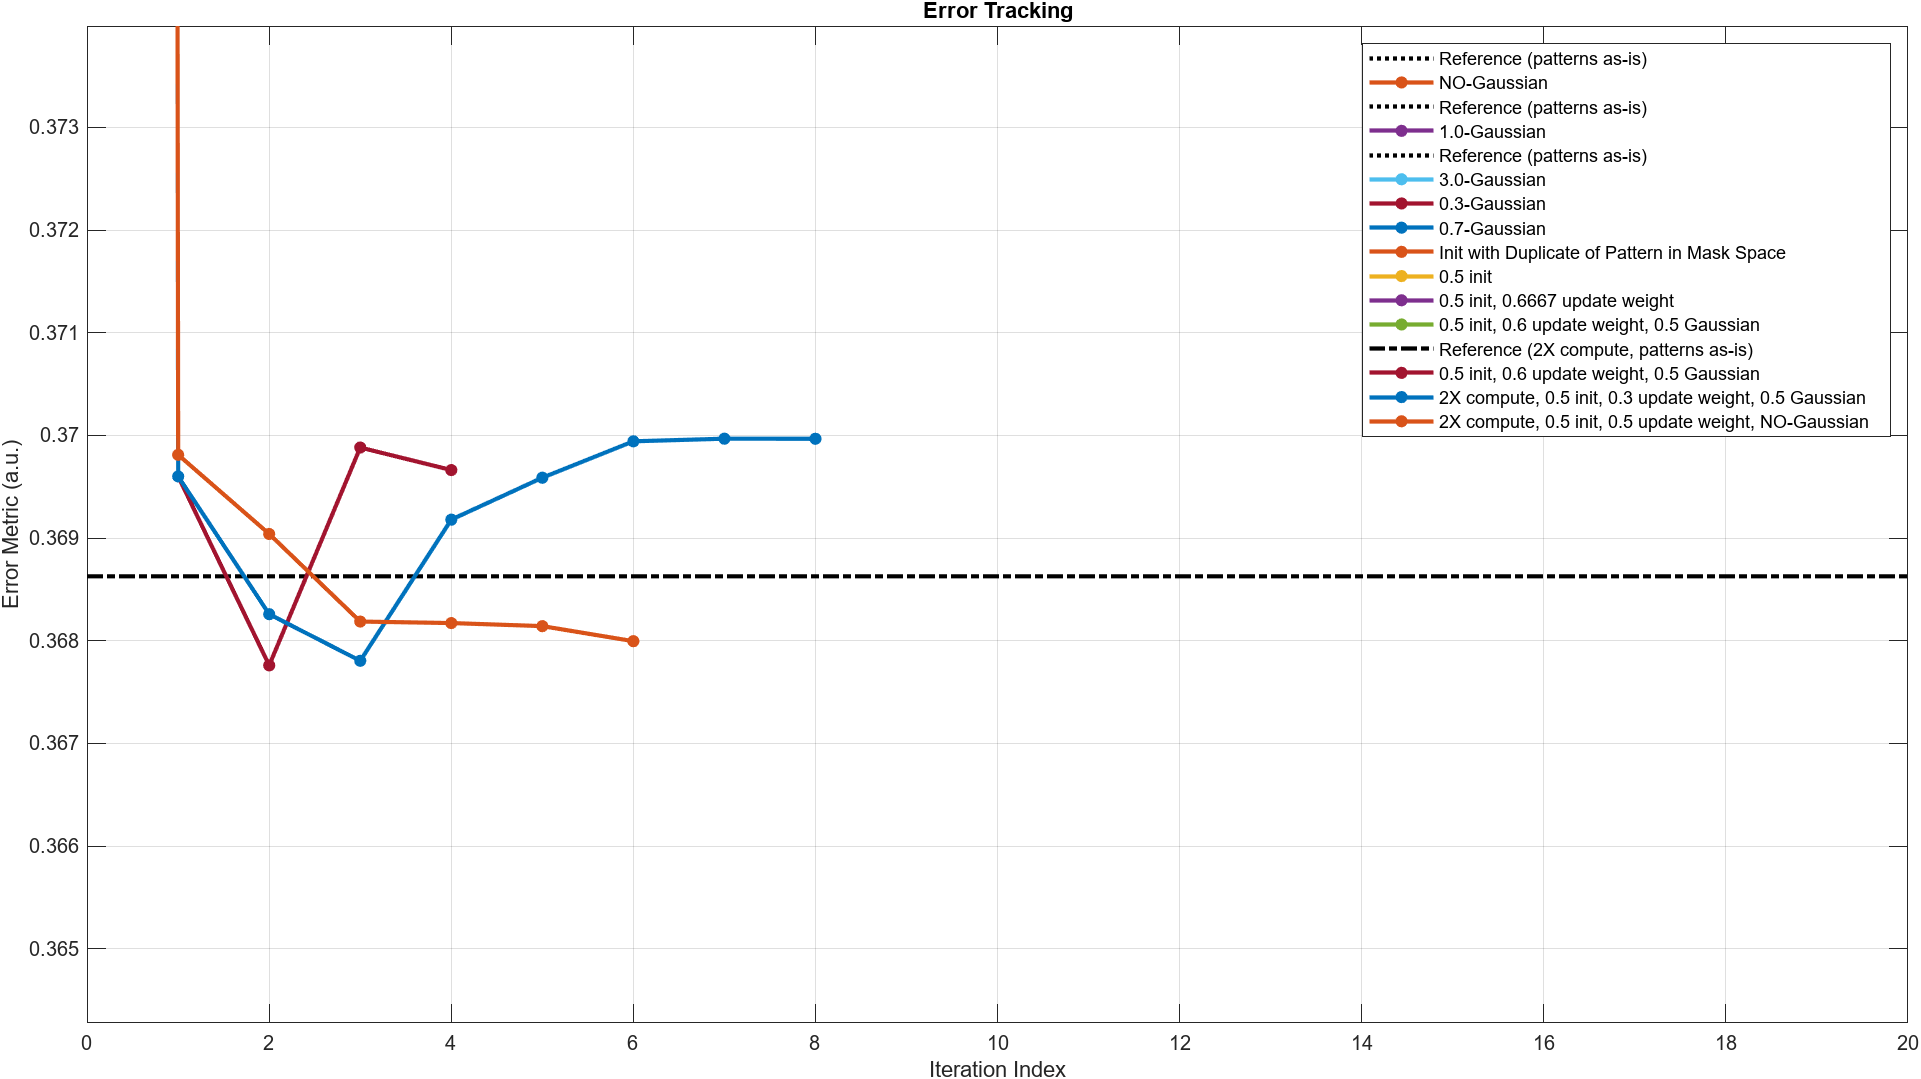 Error Tracking
0.373
0.372
0.371
0.37
0.369
0.368
0.367
0.366
0.365
Error Metric (a.u.)
Reference (patterns as-is)
NO-Gaussian
Reference (patterns as-is)
1.0-Gaussian
Reference (patterns as-is)
3.0-Gaussian
0.3-Gaussian
0.7-Gaussian
Init with Duplicate of Pattern in Mask Space
0.5 init
0.5 init, 0.6667 update weight
0.5 init, 0.6 update weight, 0.5 Gaussian
Reference (2X compute, patterns as-is)
0.5 init, 0.6 update weight, 0.5 Gaussian
2X compute, 0.5 init, 0.3 update weight, 0.5 Gaussian
2X compute, 0.5 init, 0.5 update weight, NO-Gaussian
0 2 4 6 8 10 12 14 16 18 20
Iteration Index